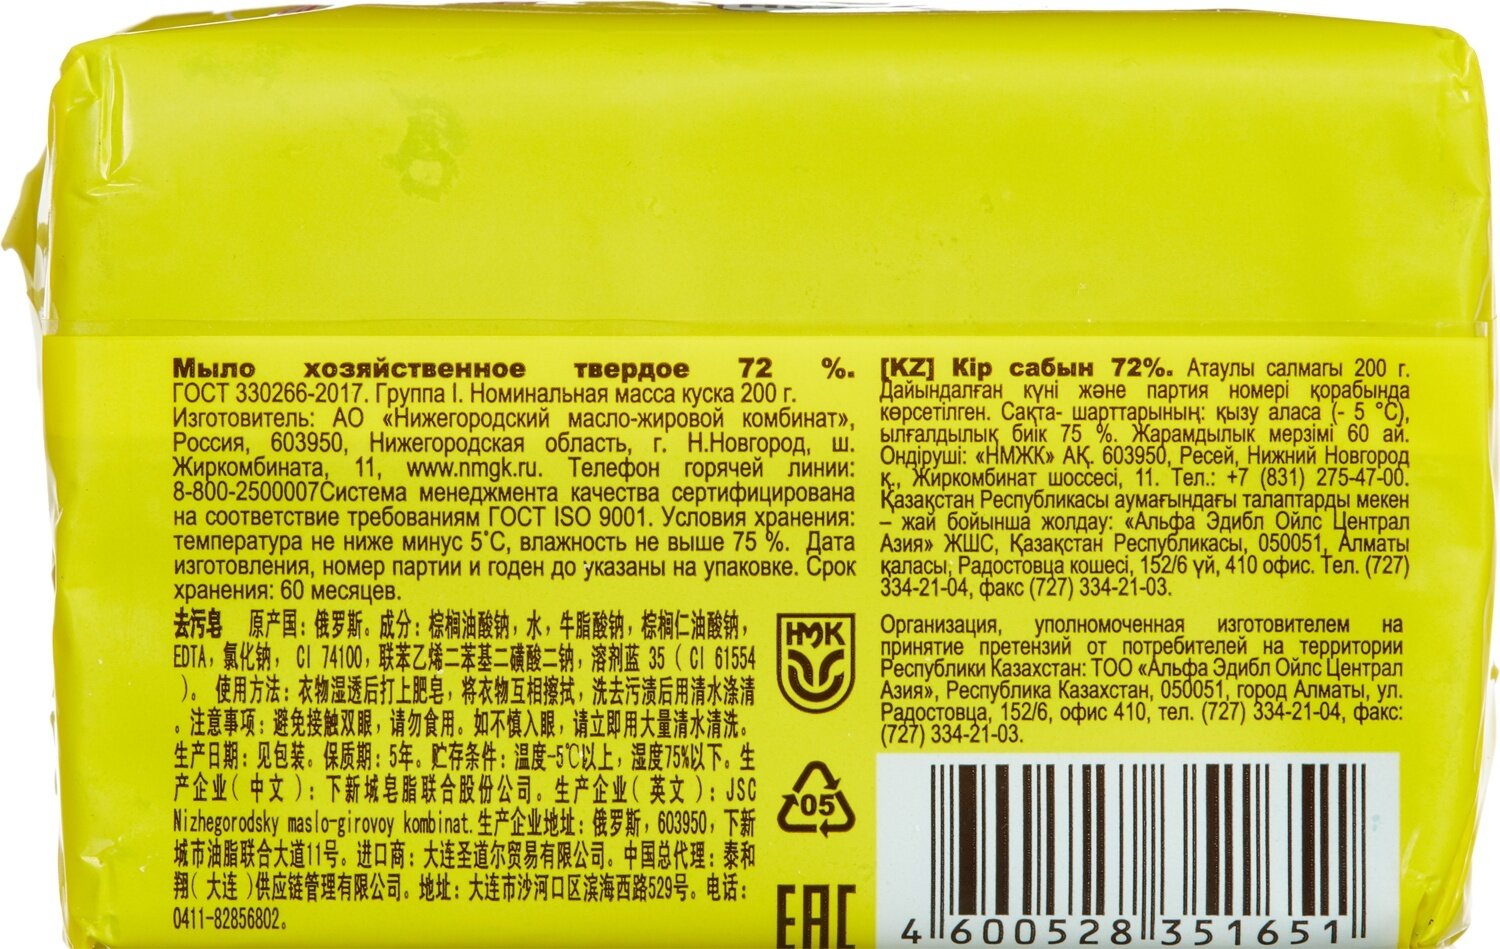 Мыло хозяйственное твердое 72 %.
ГОСТ 330266-2017. Группа I. Номинальная масса куска 200 г.
Изготовитель: АО «Нижегородский масло-жировой комбинат»,
Россия, 603950, Нижегородская область, г. Н.Новгород, ш.
Жиркомбината, 11, www.nmgk.ru. Телефон горячей линии:
8-800-2500007Система менеджмента качества сертифицирована
на соответствие требованиям ГОСТ ISO 9001. Условия хранения:
температура не ниже минус 5°С, влажность не выше 75 %. Дата
изготовления, номер партии и годен до указаны на упаковке. Срок
хранения: 60 месяцев.
去污皂 原产国：俄罗斯。成分：棕榈油酸钠，水，牛脂酸钠，棕榈仁油酸钠，
EDTA，氯化钠， CI 74100，联苯乙烯二苯基二磺酸二钠，溶剂蓝 35 ( CI 61554
)。 使用方法：衣物湿透后打上肥皂，将衣物互相擦拭，洗去污渍后用清水涤清
。注意事项：避免接触双眼，请勿食用。如不慎入眼，请立即用大量清水清洗。
生产日期：见包装。保质期：5年。贮存条件：温度-5℃以上，湿度75%以下。生
产企业( 中文 )：下新城皂脂联合股份公司。生产企业( 英文 )：JSC
Nizhegorodsky maslo-girovoy kombinat.生产企业地址：俄罗斯，603950，下新
城市油脂联合大道11号。进口商：大连圣道尔贸易有限公司。中国总代理：泰和
翔( 大连 )供应链管理有限公司。地址：大连市沙河口区滨海西路529号。电话：
0411-82856802。
НМЖК
05
EAC
[KZ] Кір сабын 72%. Атаулы салмағы 200 г.
Дайындалған күні және партия номері қорабында
көрсетілген. Сақта- шарттарының: қызу аласа (- 5 °С),
ылғалдылық биік 75 %. Жарамдылық мерзімі 60 ай.
Өндіруші: «НМЖК» АҚ. 603950, Ресей, Нижний Новгород
қ., Жиркомбинат шоссесі, 11. Тел.: +7 (831) 275-47-00.
Қазақстан Республикасы аумағындағы талаптарды мекен
– жай бойынша жолдау: «Альфа Эдибл Ойлс Централ
Азия» ЖШС, Қазақстан Республикасы, 050051, Алматы
қаласы, Радостовца көшесі, 152/6 үй, 410 офис. Тел. (727)
334-21-04, факс (727) 334-21-03.
Организация, уполномоченная изготовителем на
принятие претензий от потребителей на территории
Республики Казахстан: ТОО «Альфа Эдибл Ойлс Централ
Азия», Республика Казахстан, 050051, город Алматы, ул.
Радостовца, 152/6, офис 410, тел. (727) 334-21-04, факс:
(727) 334-21-03.
4 600528 351651